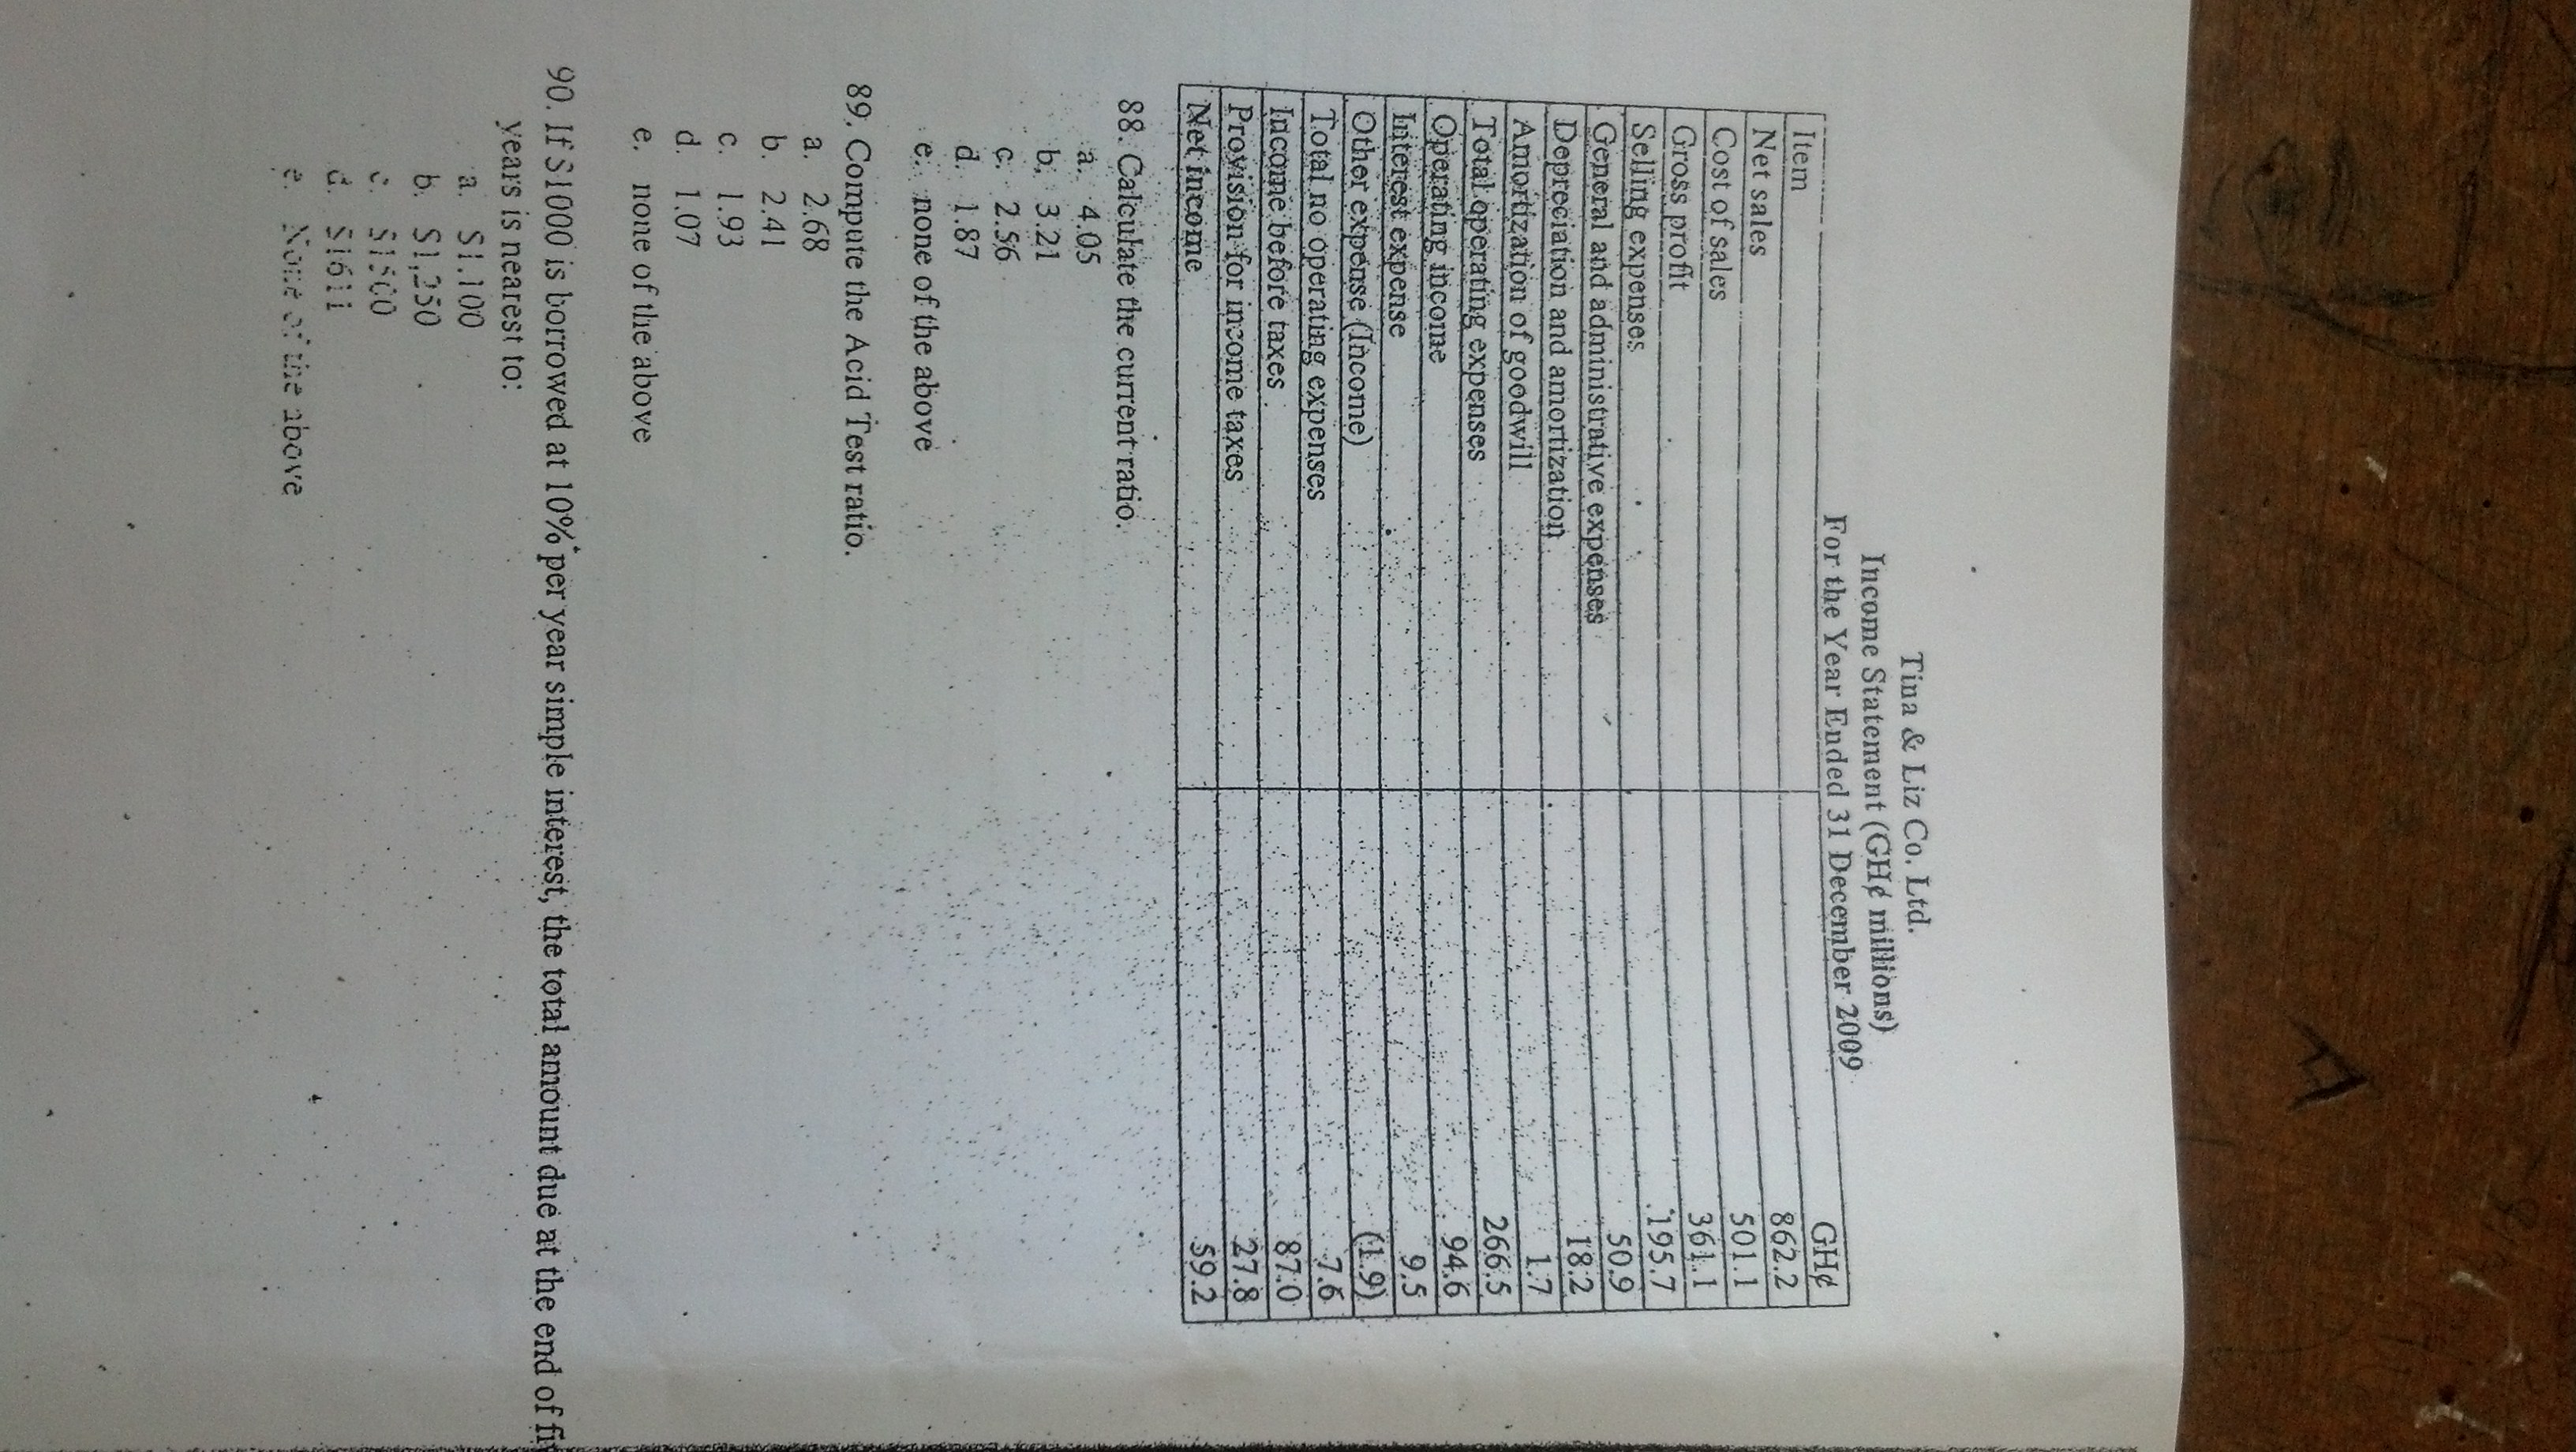 A
Tina & Liz Co. Ltd.
Income Statement (GH¢ millions)
For the Year Ended 31 December 2009
Item GH¢
Net sales 862.2
Cost of sales 501.1
Gross profit 361.1
Selling expenses 195.7
General and administrative expenses 50.9
Depreciation and amortization 18.2
Amortization of goodwill 1.7
Total operating expenses 266.5
Operating income 94.6
Interest expense 9.5
Other expense (Income) (1.9)
Total no operating expenses 7.6
Income before taxes 87.0
Provision for income taxes 27.8
Net income 59.2
88. Calculate the current ratio.
a. 4.05
b. 3.21
c. 2.56
d. 1.87
e. none of the above
89. Compute the Acid Test ratio.
a. 2.68
b. 2.41
c. 1.93
d. 1.07
e. none of the above
90. If $1000 is borrowed at 10% per year simple interest, the total amount due at the end of
years is nearest to:
a. $1,100
b. $1,250
c. $1500
d. $1611
e. None of the above